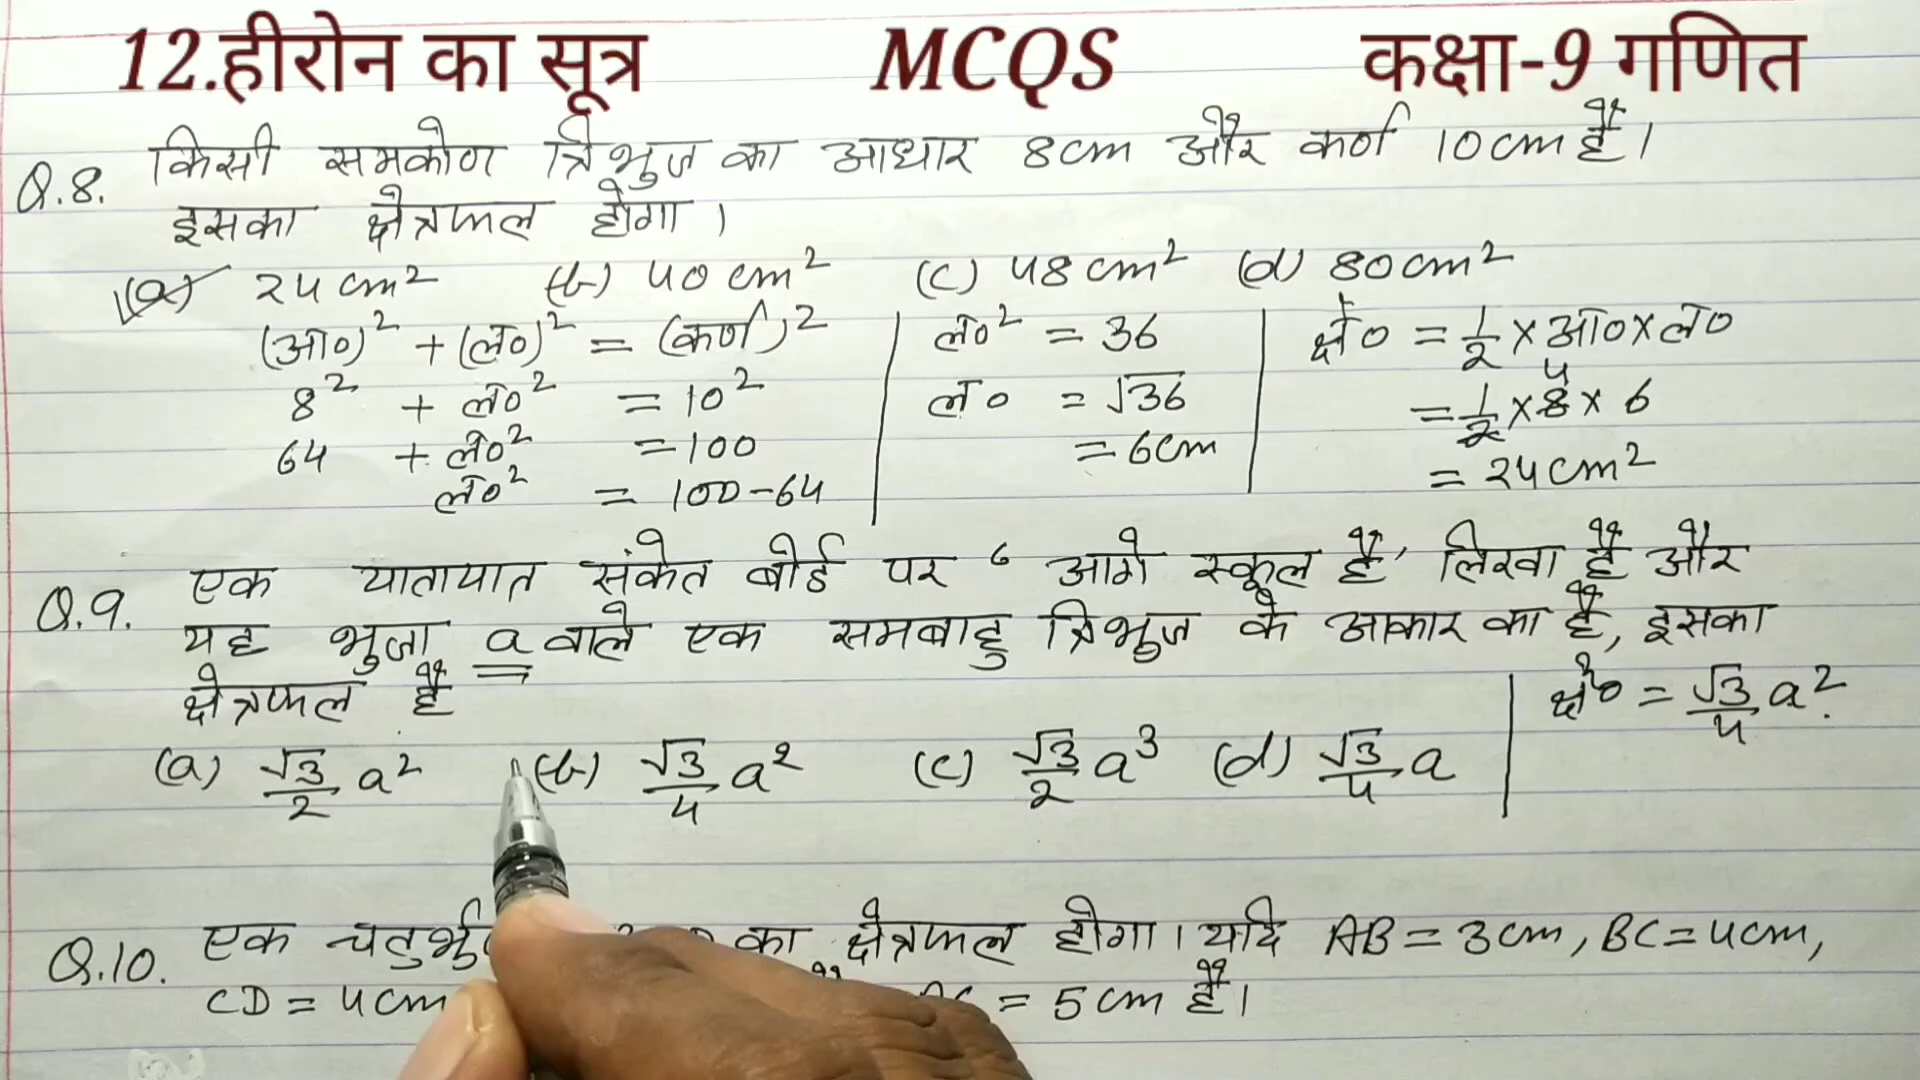 12.हीरोन का सूत्र MCQS कक्षा-9 गणित
Q.8. किसी समकोण त्रिभुज का आधार 8cm और कर्ण 10cm है।
इसका क्षेत्रफल होगा।
(a) 24cm² (b) 40cm² (c) 48cm² (d) 80cm²
(आ०)² + (लं०)² = (कर्ण)²
8² + लं०² = 10²
64 + लं०² = 100
लं०² = 100-64
लं०² = 36
लं० = √36
= 6cm
क्षे० = 1/2 × आ०×लं०
= 1/2 × 8 × 6
4
= 24cm²
Q.9. एक यातायात संकेत बोर्ड पर ‘आगे स्कूल है’ लिखा है और
यह भुजा a वाले एक समबाहु त्रिभुज के आकार का है, इसका
क्षेत्रफल है
(a) √3/2 a² (b) √3/4 a² (c) √3/2 a³ (d) √3/4 a
क्षे० = √3/4 a².
Q.10. एक का क्षेत्रफल होगा। यदि AB = 3cm, BC=4cm,
CD = 4cm = 5cm है।